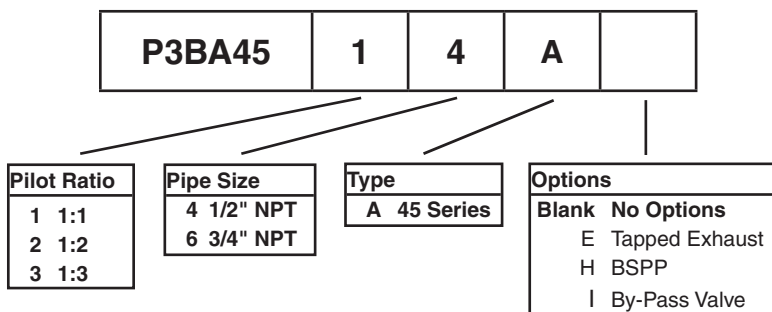 P3BA45 1 4 A
Pilot Ratio
1 1:1
2 1:2
3 1:3
Pipe Size
4 1/2" NPT
6 3/4" NPT
Type
A 45 Series
Options
Blank No Options
E Tapped Exhaust
H BSPP
I By-Pass Valve